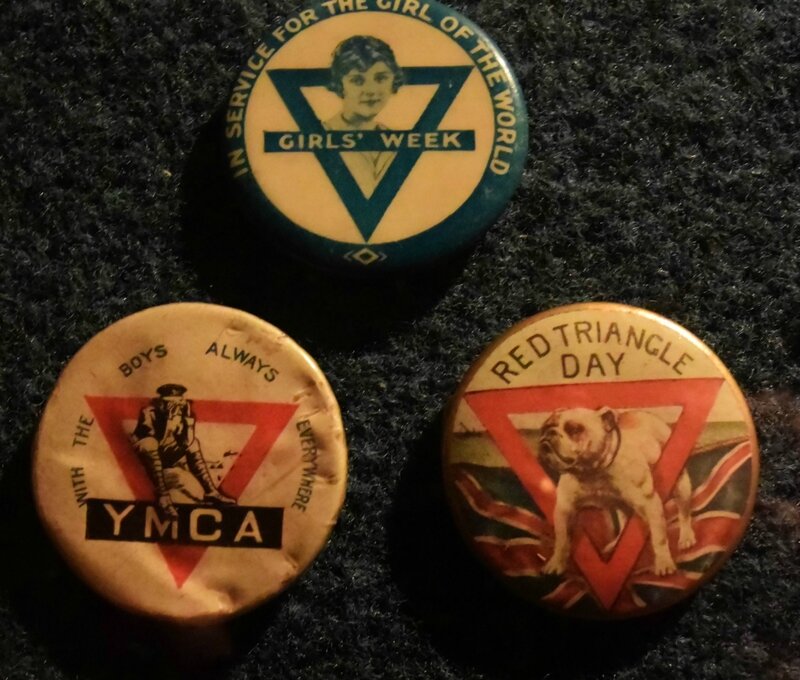 IN SERVICE FOR THE GIRL OF THE WORLD
GIRLS' WEEK
WITH THE BOYS ALWAYS EVERYWHERE
YMCA
RED TRIANGLE
DAY